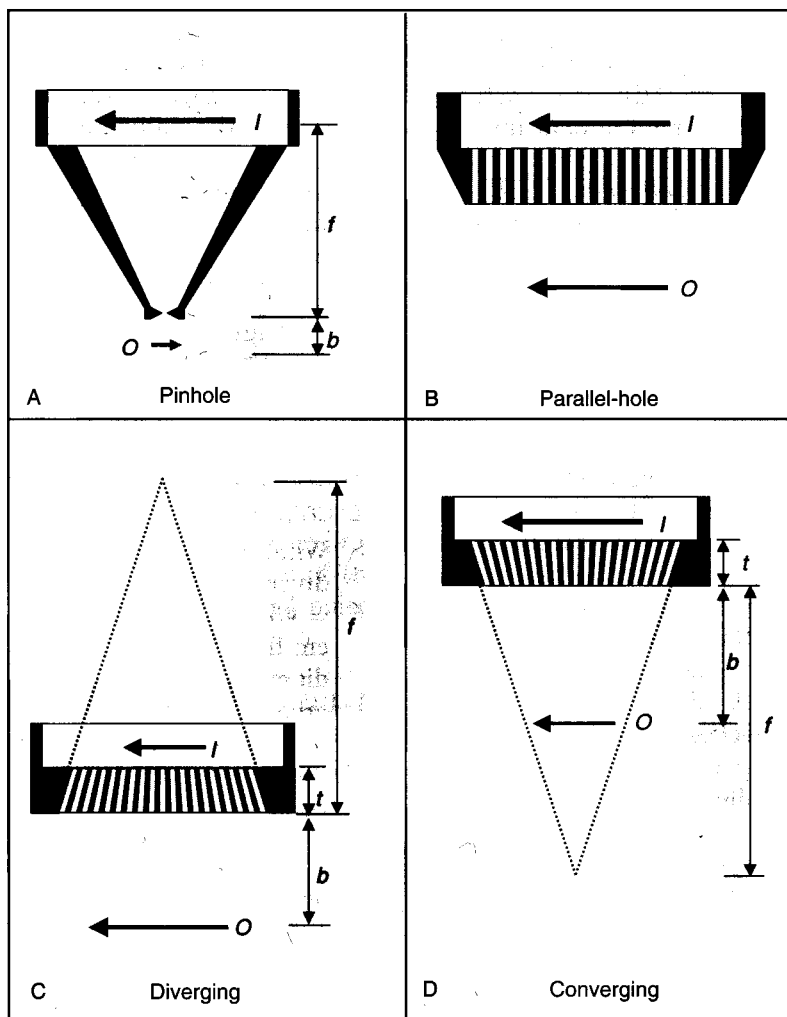 I
f
O
b
A
Pinhole
I
O
B
Parallel-hole
f
I
t
b
O
C
Diverging
I
t
b
O
f
D
Converging